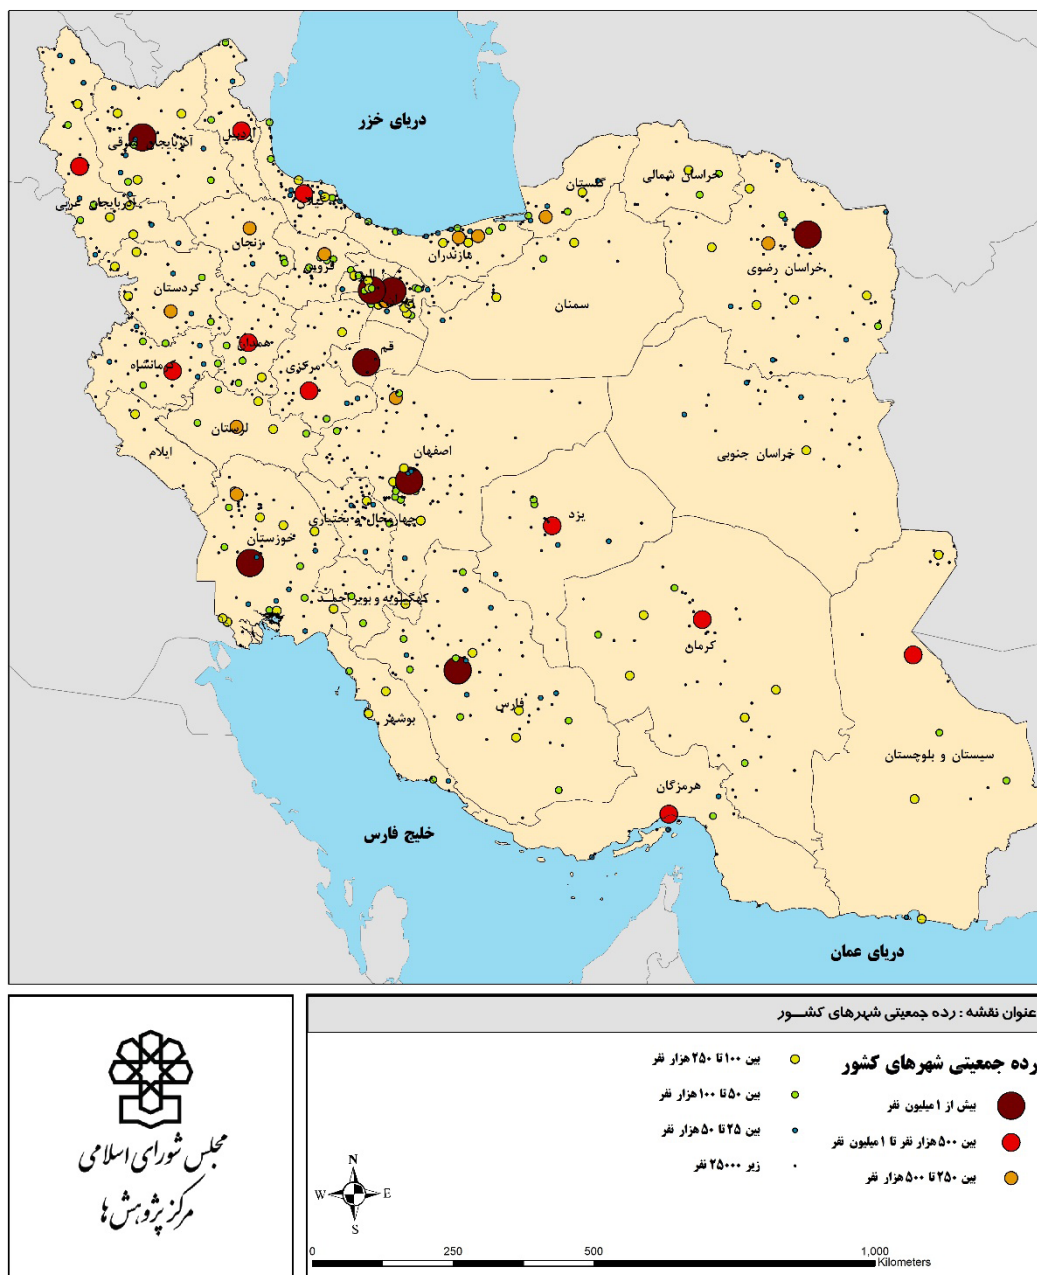 دریای خزر
آذربایجان شرقی
اردبیل
خراسان شمالی
گلستان
آذربایجان غربی
گیلان
زنجان
مازندران
قزوین
خراسان رضوی
کردستان
سمنان
همدان
قم
کرمانشاه
مرکزی
لرستان
اصفهان
ایلام
خراسان جنوبی
یزد
چهارمحال و بختیاری
خوزستان
کهگیلویه و بویر احمد
کرمان
فارس
بوشهر
سیستان و بلوچستان
هرمزگان
خلیج فارس
دریای عمان
عنوان نقشه : رده جمعیتی شهرهای کشـــور
رده جمعیتی شهرهای کشور
بیش از ۱ میلیون نفر
بین ۵۰۰ هزار نفر تا ۱ میلیون نفر
بین ۲۵۰ تا ۵۰۰ هزار نفر
بین ۱۰۰ تا ۲۵۰ هزار نفر
بین ۵۰ تا ۱۰۰ هزار نفر
بین ۲۵ تا ۵۰ هزار نفر
زیر ۲۵۰۰۰ نفر
N
W E
S
0 250 500 1,000
Kilometers
مجلس شورای اسلامی
مرکز پژوهش ها